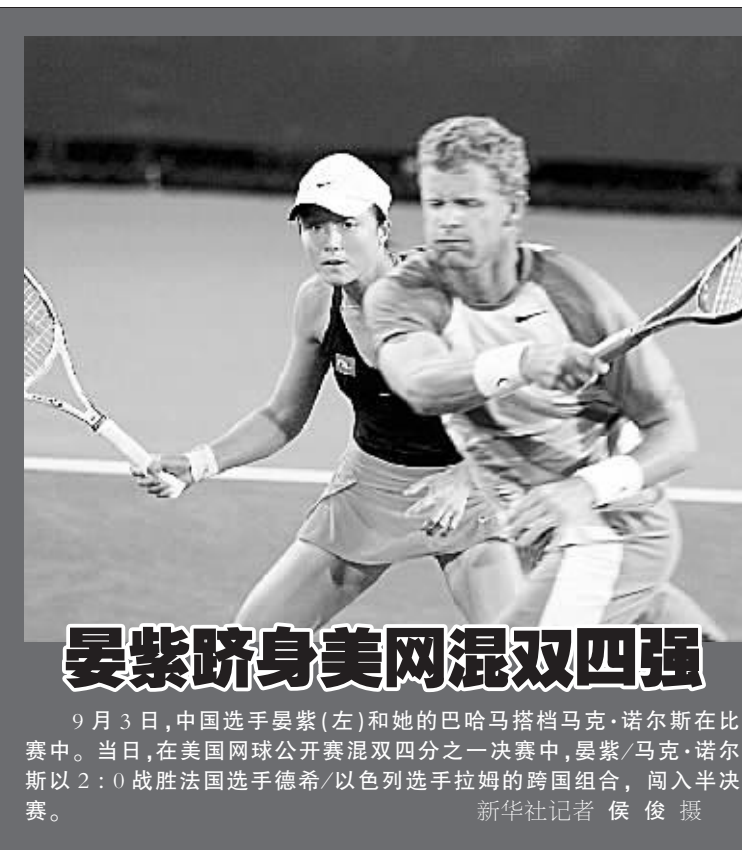 晏紫跻身美网混双四强
9月3日,中国选手晏紫(左)和她的巴哈马搭档马克·诺尔斯在比
赛中。当日,在美国网球公开赛混双四分之一决赛中,晏紫/马克·诺尔
斯以2:0战胜法国选手德希/以色列选手拉姆的跨国组合，闯入半决
赛。 新华社记者 侯 俊 摄